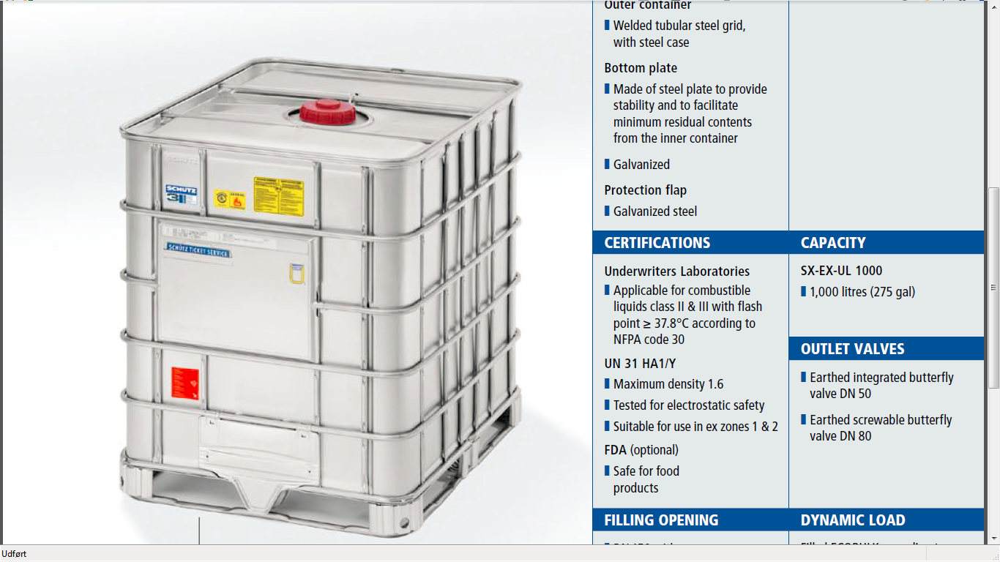 SCHÜTZ
SCHÜTZ TICKET SERVICE
Outer container
Welded tubular steel grid,
with steel case
Bottom plate
Made of steel plate to provide
stability and to facilitate
minimum residual contents
from the inner container
Galvanized
Protection flap
Galvanized steel
CERTIFICATIONS
Underwriters Laboratories
Applicable for combustible
liquids class II & III with flash
point ≥ 37.8°C according to
NFPA code 30
UN 31 HA1/Y
Maximum density 1.6
Tested for electrostatic safety
Suitable for use in ex zones 1 & 2
FDA (optional)
Safe for food
products
FILLING OPENING
CAPACITY
SX-EX-UL 1000
1,000 litres (275 gal)
OUTLET VALVES
Earthed integrated butterfly
valve DN 50
Earthed screwable butterfly
valve DN 80
DYNAMIC LOAD
Udført